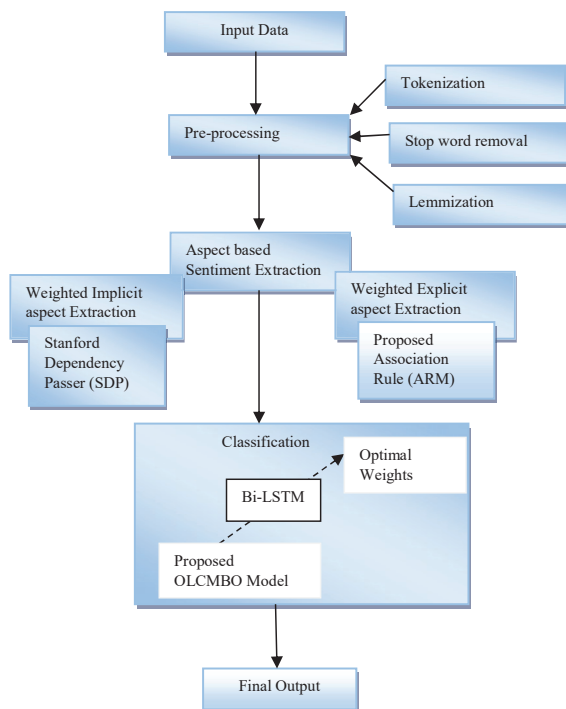 Input Data
Tokenization
Pre-processing
Stop word removal
Lemmization
Aspect based
Sentiment Extraction
Weighted Implicit
aspect Extraction
Stanford
Dependency
Passer (SDP)
Weighted Explicit
aspect Extraction
Proposed
Association
Rule (ARM)
Classification
Optimal
Weights
Bi-LSTM
Proposed
OLCMBO Model
Final Output